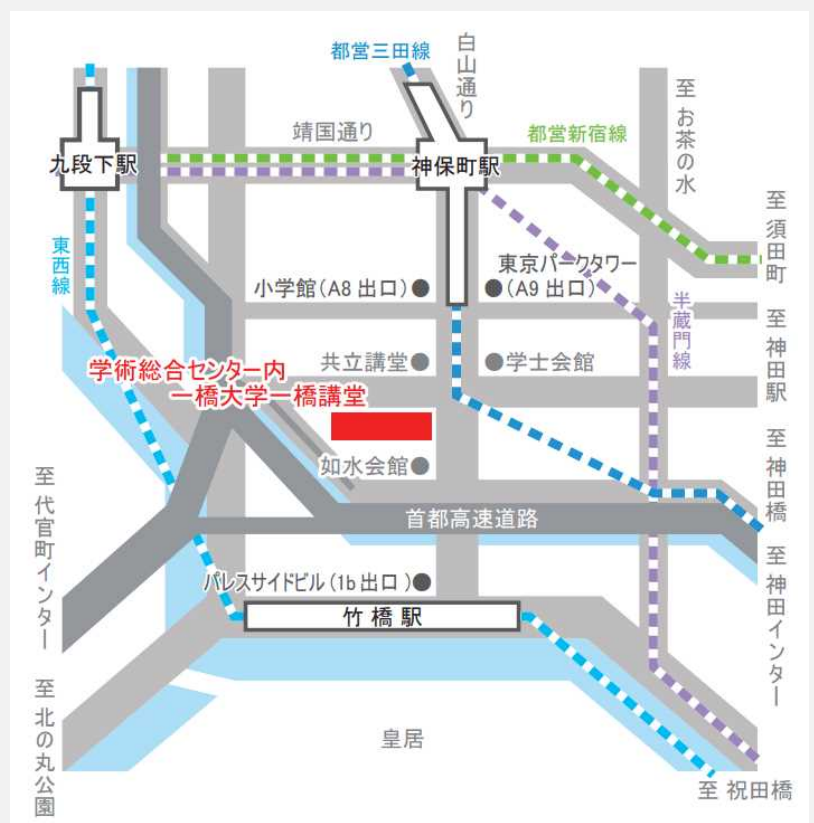 都営三田線
白山通り
至 お茶の水
靖国通り
都営新宿線
九段下駅
神保町駅
至 須田町
東西線
小学館(A8 出口)●
東京パークタワー
●(A9 出口)
半蔵門線
至 神田駅
共立講堂●
●学士会館
学術総合センター内
一橋大学一橋講堂
如水会館●
至 神田橋
至 代官町インター
首都高速道路
至 神田インター
パレスサイドビル(1b 出口)●
竹橋駅
至 北の丸公園
皇居
至 祝田橋